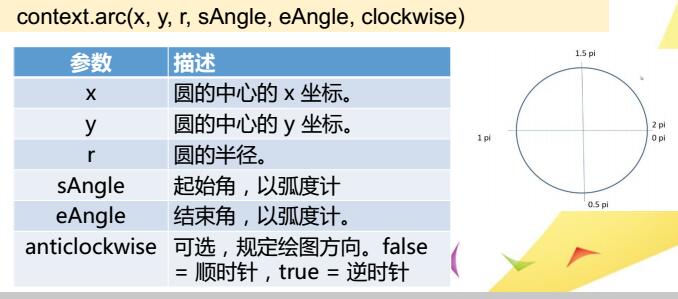 context.arc(x, y, r, sAngle, eAngle, clockwise)
参数 描述
x 圆的中心的 x 坐标。
y 圆的中心的 y 坐标。
r 圆的半径。
sAngle 起始角，以弧度计
eAngle 结束角，以弧度计。
anticlockwise 可选，规定绘图方向。false
= 顺时针，true = 逆时针
1.5 pi
2 pi
1 pi 0 pi
0.5 pi